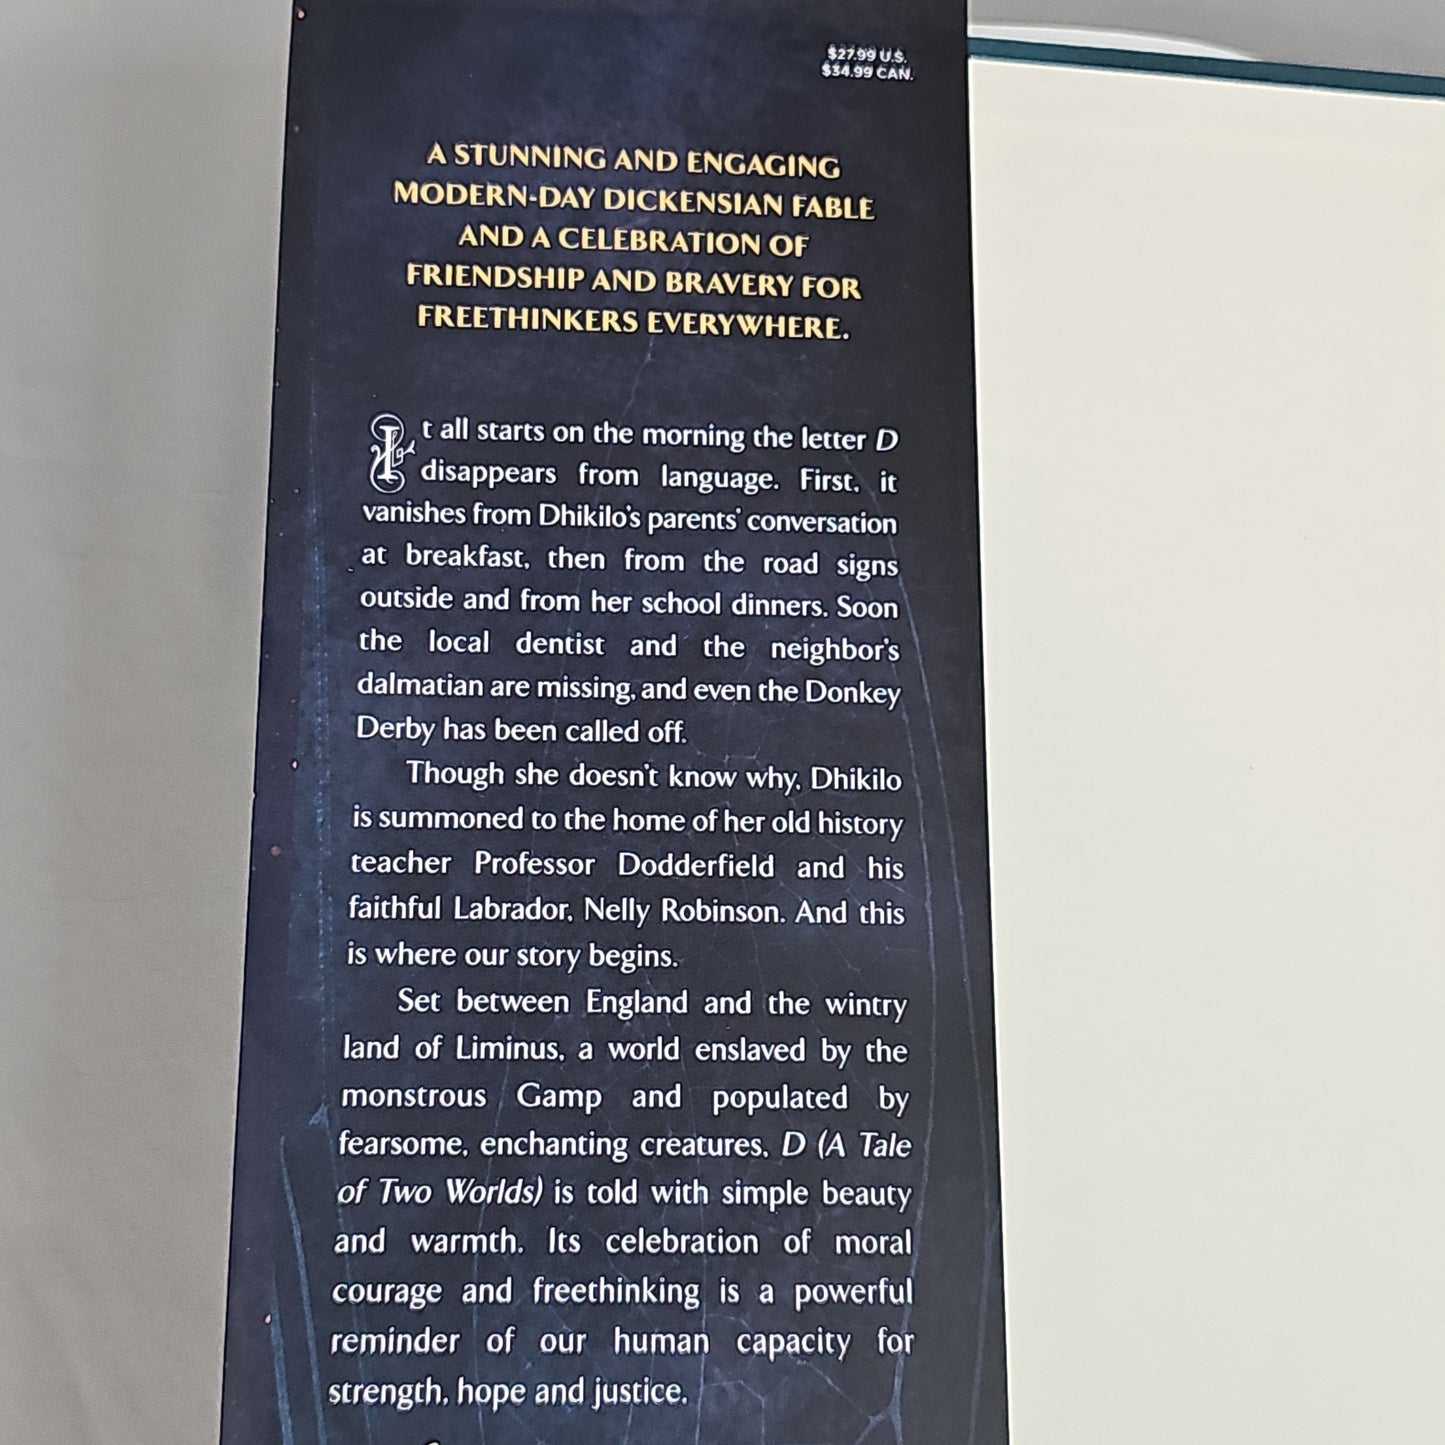 $27.99 U.S.
$34.99 CAN.
A STUNNING AND ENGAGING
MODERN-DAY DICKENSIAN FABLE
AND A CELEBRATION OF
FRIENDSHIP AND BRAVERY FOR
FREETHINKERS EVERYWHERE.
It all starts on the morning the letter D
disappears from language. First, it
vanishes from Dhikilo's parents' conversation
at breakfast, then from the road signs
outside and from her school dinners. Soon
the local dentist and the neighbor's
dalmatian are missing, and even the Donkey
Derby has been called off.
Though she doesn't know why, Dhikilo
is summoned to the home of her old history
teacher Professor Dodderfield and his
faithful Labrador, Nelly Robinson. And this
is where our story begins.
Set between England and the wintry
land of Liminus, a world enslaved by the
monstrous Gamp and populated by
fearsome, enchanting creatures, D (A Tale
of Two Worlds) is told with simple beauty
and warmth. Its celebration of moral
courage and freethinking is a powerful
reminder of our human capacity for
strength, hope and justice.